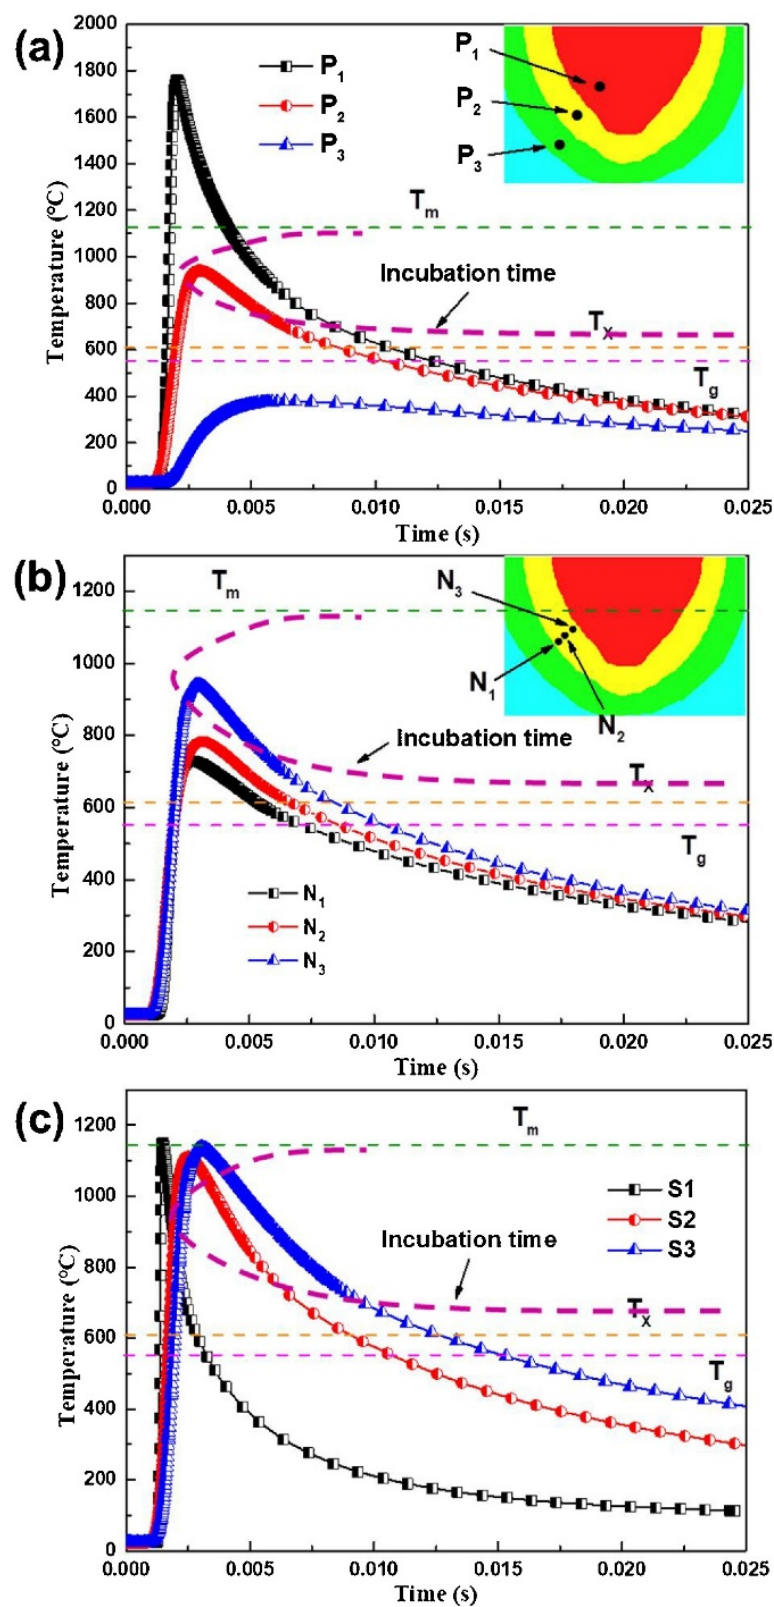 (a)
2000
1800
1600
1400
1200
1000
800
600
400
200
0
Temperature (°C)
P1
P2
P3
P1
P2
P3
Tm
Incubation time
Tx
Tg
0.000 0.005 0.010 0.015 0.020 0.025
Time (s)
(b)
1200
1000
800
600
400
200
0
Temperature (°C)
Tm
N3
N1
N2
Incubation time
Tx
Tg
N1
N2
N3
0.000 0.005 0.010 0.015 0.020 0.025
Time (s)
(c)
1200
1000
800
600
400
200
0
Temperature (°C)
Tm
S1
S2
S3
Incubation time
Tx
Tg
0.000 0.005 0.010 0.015 0.020 0.025
Time (s)